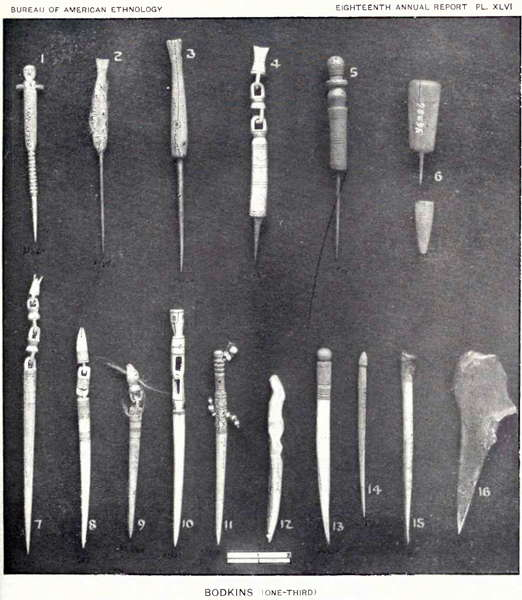 BUREAU OF AMERICAN ETHNOLOGY
EIGHTEENTH ANNUAL REPORT PL. XLVI
1 2 3 4 5
6
7 8 9 10 11 12 13 14 15 16
BODKINS (ONE-THIRD)